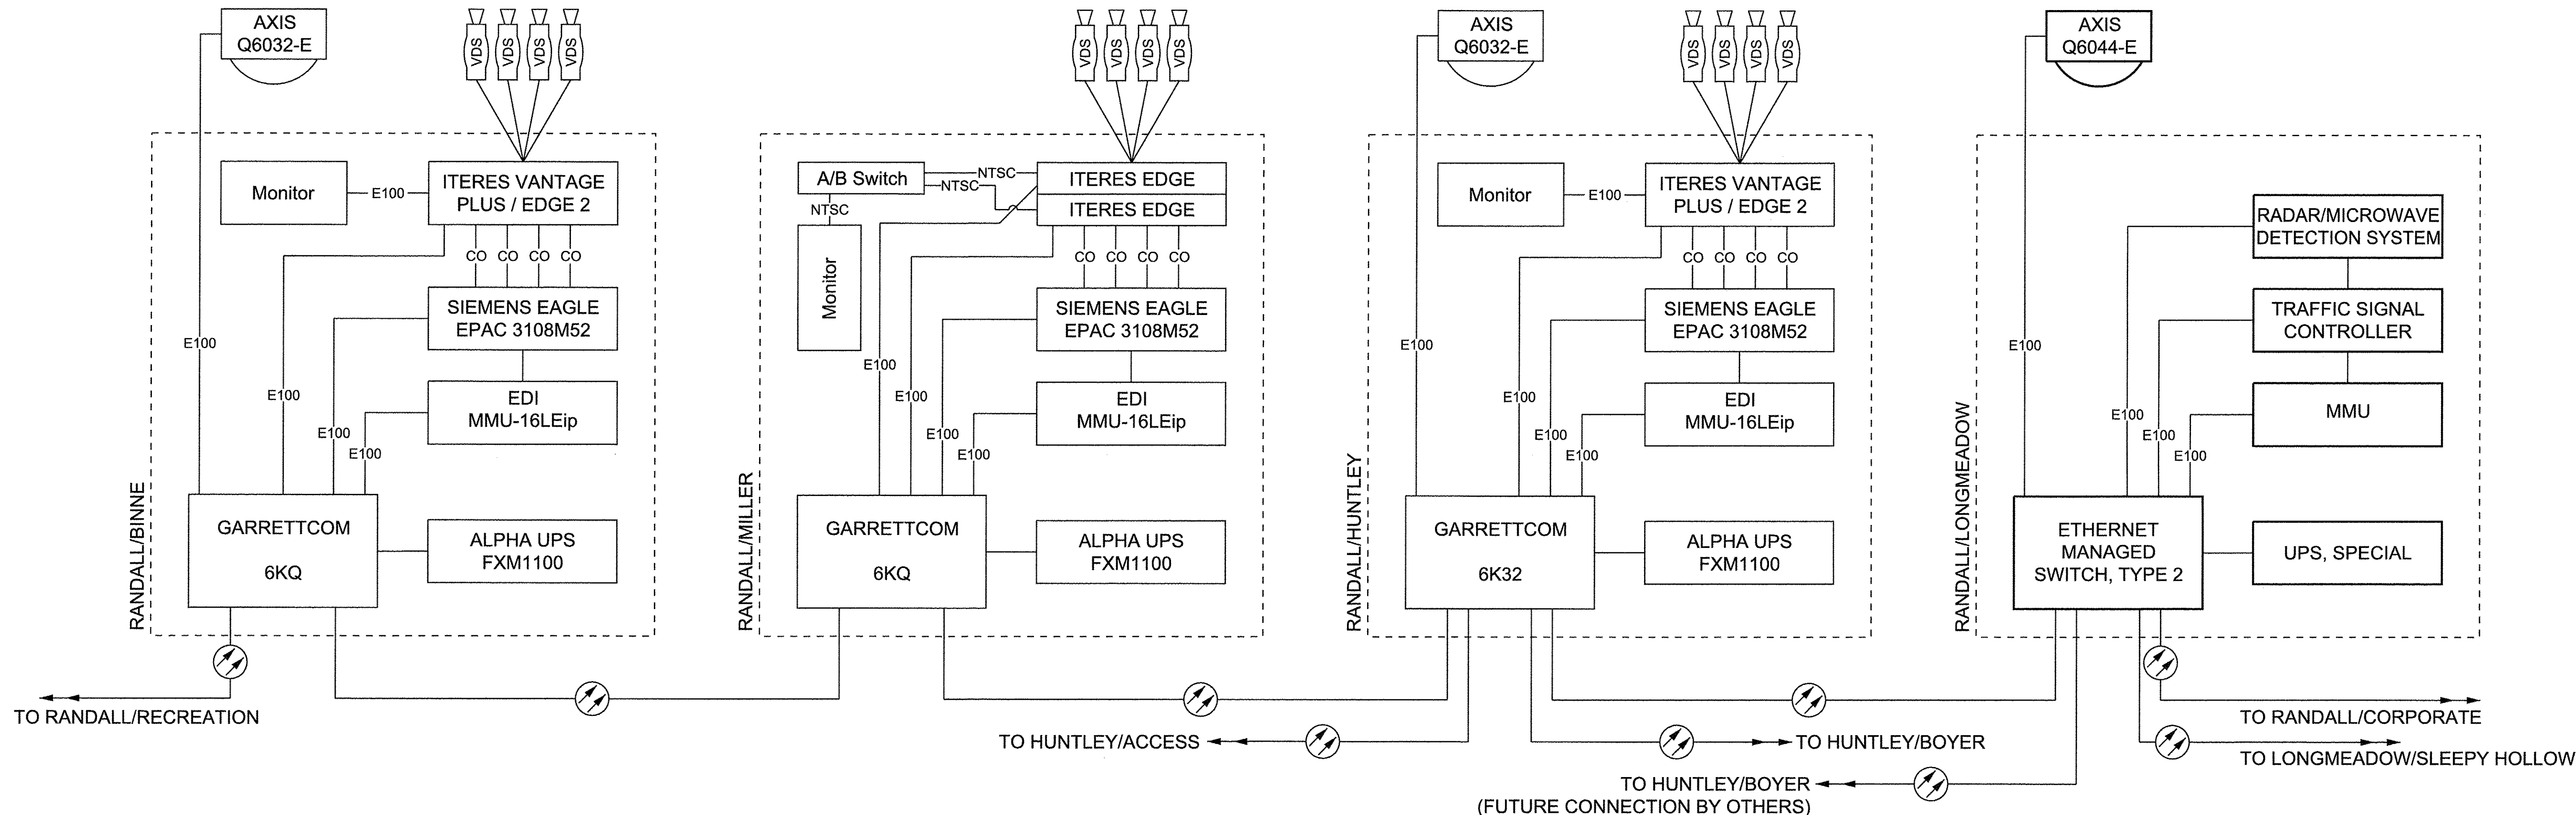 AXIS
Q6032-E
VDS
VDS
VDS
VDS
Monitor
E100
ITERES VANTAGE
PLUS / EDGE 2
CO
CO
CO
CO
SIEMENS EAGLE
EPAC 3108M52
E100
E100
E100
E100
EDI
MMU-16LEip
GARRETTCOM
6KQ
ALPHA UPS
FXM1100
RANDALL/BINNE
TO RANDALL/RECREATION
VDS
VDS
VDS
VDS
A/B Switch
NTSC
NTSC
NTSC
ITERES EDGE
ITERES EDGE
Monitor
CO
CO
CO
CO
SIEMENS EAGLE
EPAC 3108M52
E100
E100
E100
E100
EDI
MMU-16LEip
GARRETTCOM
6KQ
ALPHA UPS
FXM1100
RANDALL/MILLER
AXIS
Q6032-E
VDS
VDS
VDS
VDS
Monitor
E100
ITERES VANTAGE
PLUS / EDGE 2
CO
CO
CO
CO
SIEMENS EAGLE
EPAC 3108M52
E100
E100
E100
E100
EDI
MMU-16LEip
GARRETTCOM
6K32
ALPHA UPS
FXM1100
RANDALL/HUNTLEY
TO HUNTLEY/ACCESS
TO HUNTLEY/BOYER
AXIS
Q6044-E
RADAR/MICROWAVE
DETECTION SYSTEM
TRAFFIC SIGNAL
CONTROLLER
E100
E100
E100
E100
MMU
ETHERNET
MANAGED
SWITCH, TYPE 2
UPS, SPECIAL
RANDALL/LONGMEADOW
TO RANDALL/CORPORATE
TO LONGMEADOW/SLEEPY HOLLOW
TO HUNTLEY/BOYER
(FUTURE CONNECTION BY OTHERS)